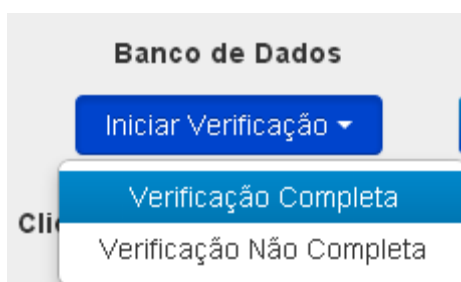 Banco de Dados
Iniciar Verificação
Verificação Completa
Verificação Não Completa